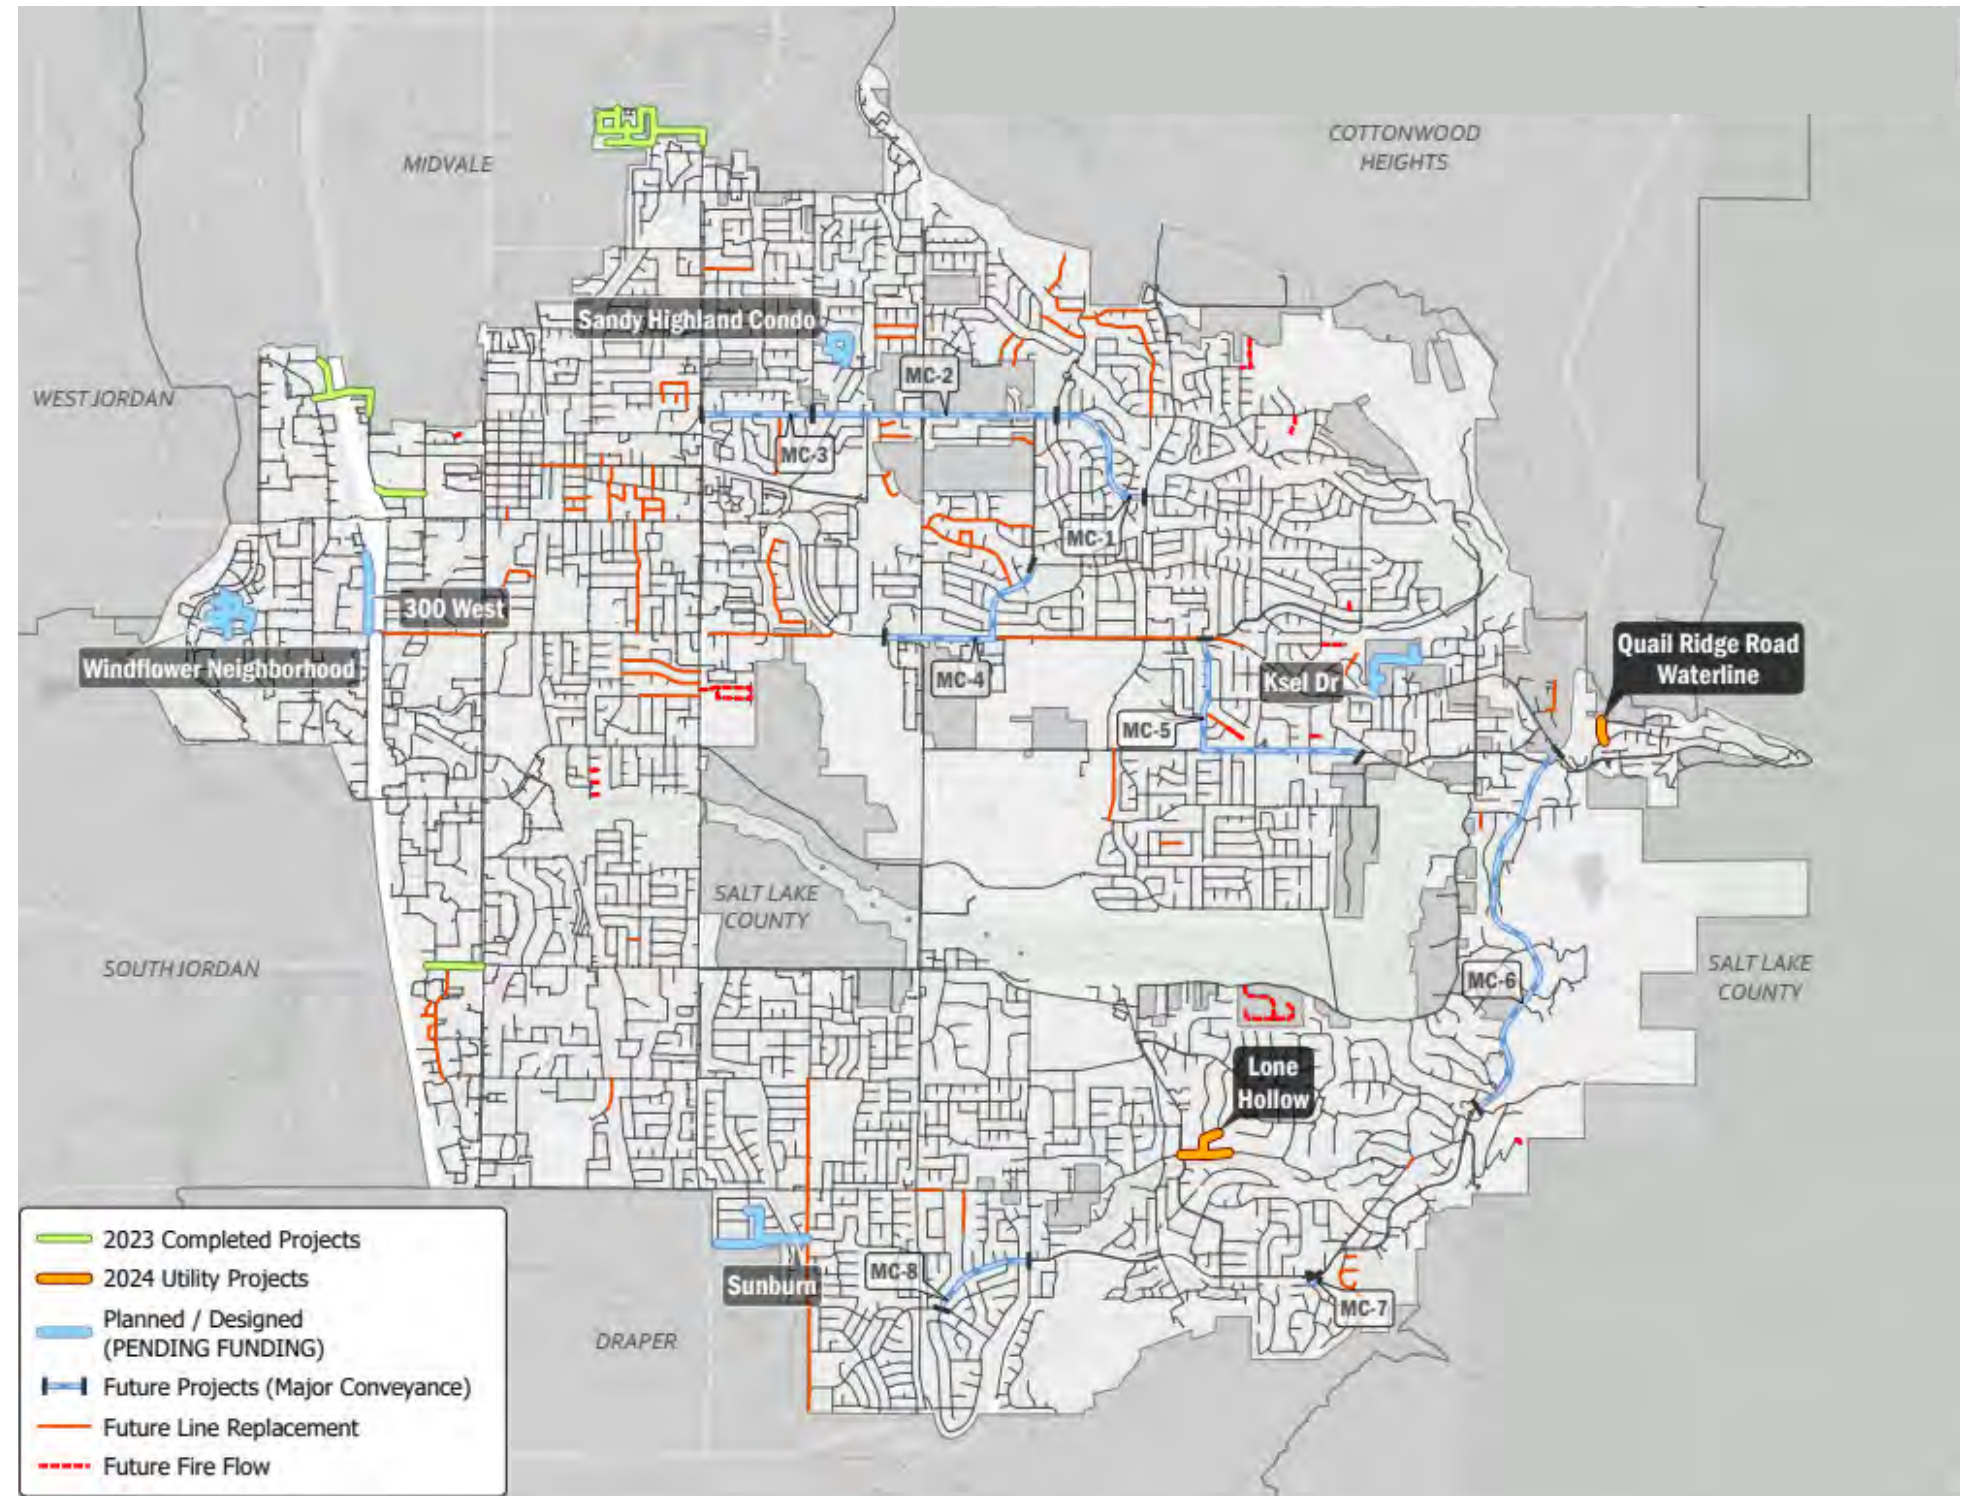 COTTONWOOD
HEIGHTS
MIDVALE
Sandy Highland Condo
MC-2
WEST JORDAN
MC-3
MC-1
300 West
Windflower Neighborhood
Quail Ridge Road
Waterline
MC-4
Ksel Dr
MC-5
SALT LAKE
COUNTY
SOUTH JORDAN
MC-6
SALT LAKE
COUNTY
Lone
Hollow
MC-8
Sunburn
MC-7
DRAPER
2023 Completed Projects
2024 Utility Projects
Planned / Designed
(PENDING FUNDING)
Future Projects (Major Conveyance)
Future Line Replacement
Future Fire Flow